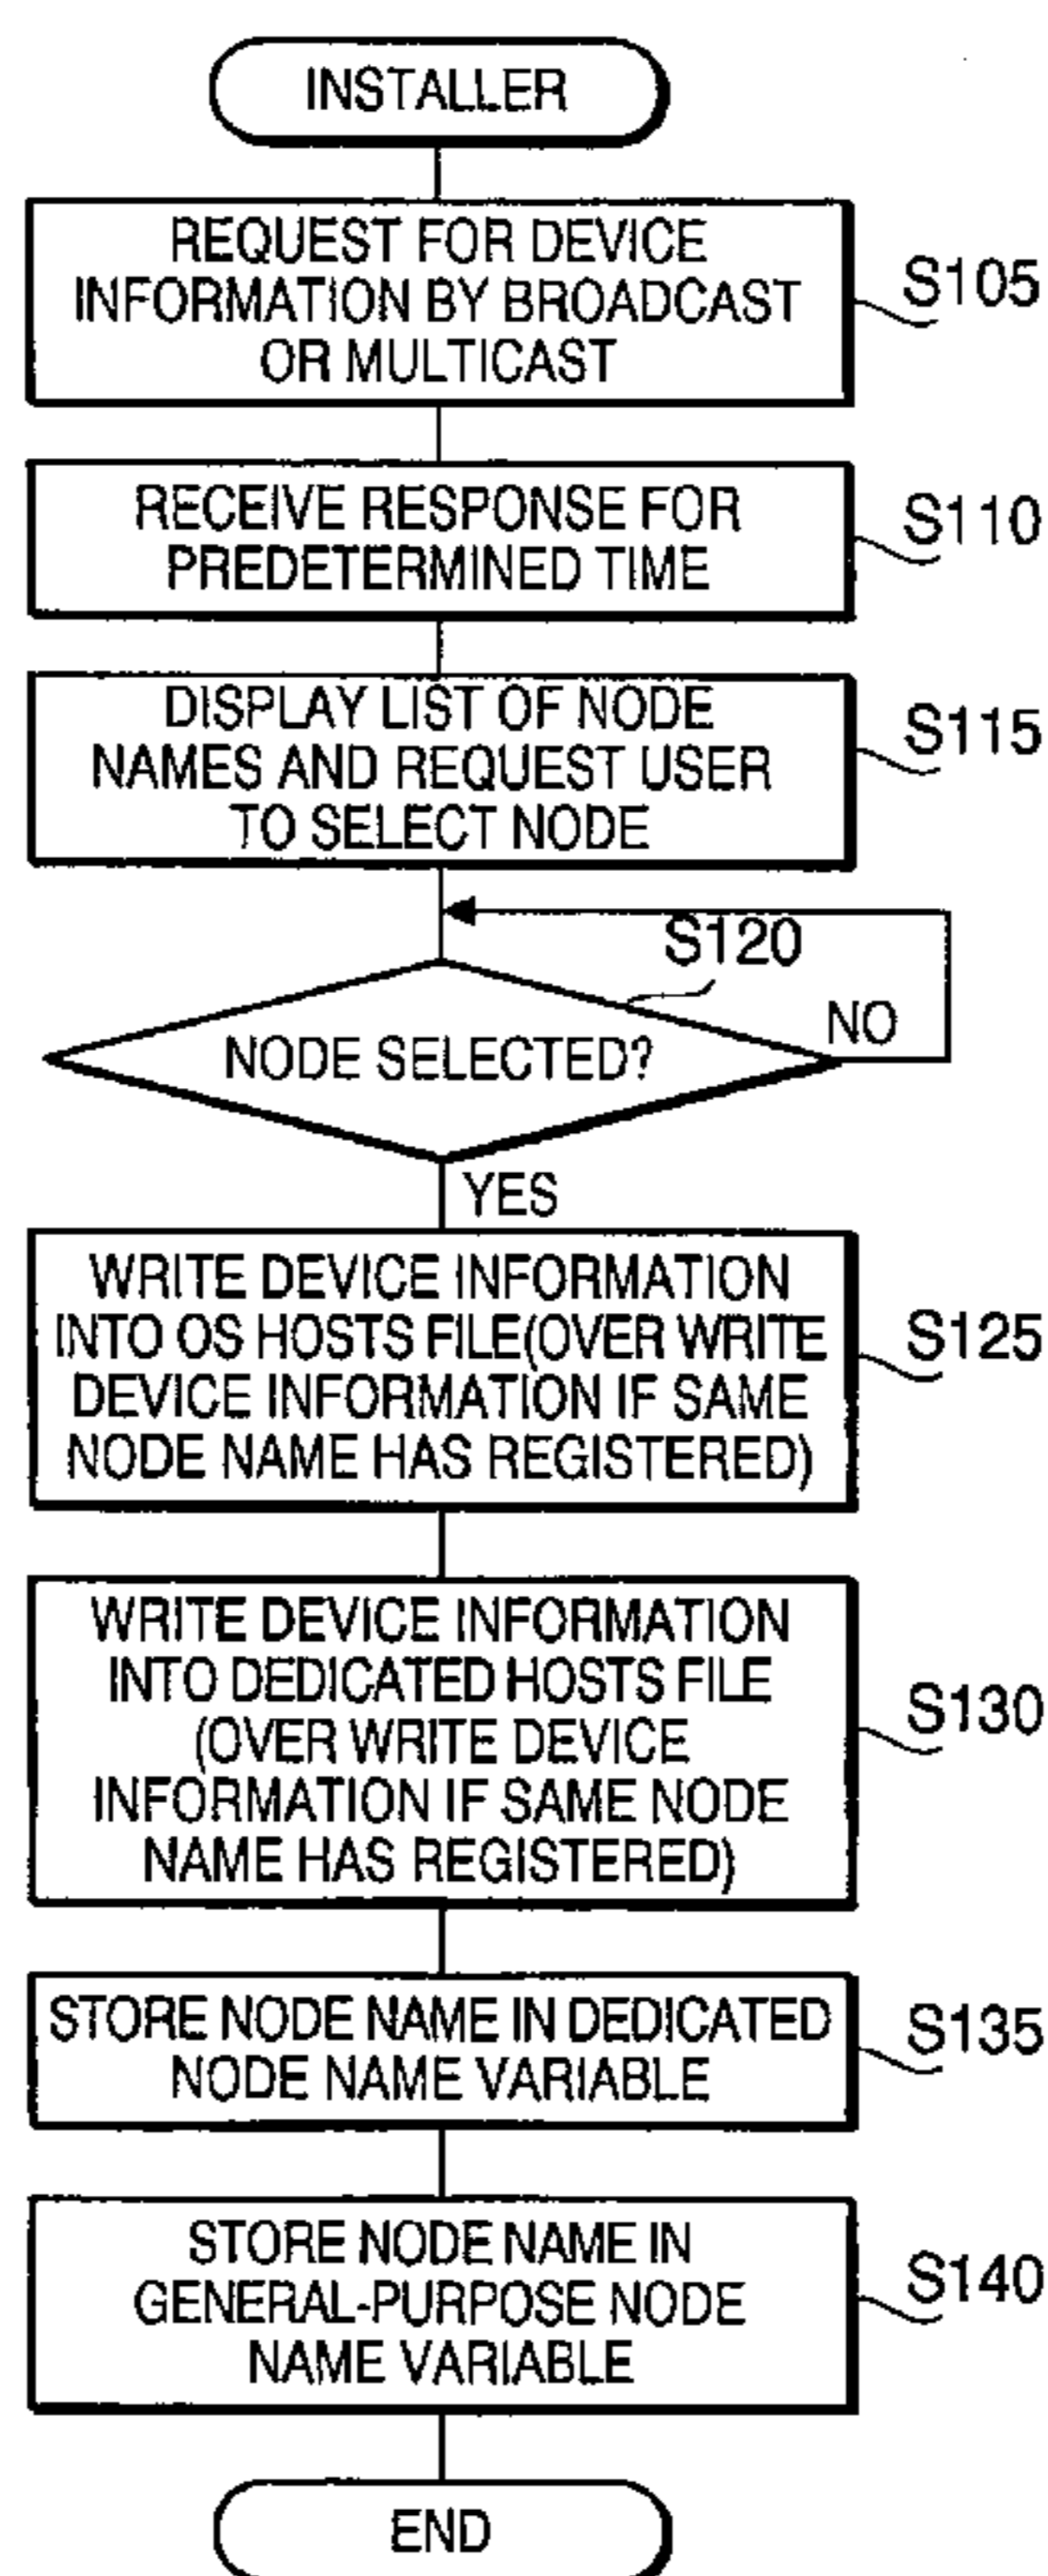 INSTALLER
REQUEST FOR DEVICE
INFORMATION BY BROADCAST
OR MULTICAST
S105
RECEIVE RESPONSE FOR
PREDETERMINED TIME
S110
DISPLAY LIST OF NODE
NAMES AND REQUEST USER
TO SELECT NODE
S115
S120
NODE SELECTED?
NO
YES
WRITE DEVICE INFORMATION
INTO OS HOSTS FILE(OVER WRITE
DEVICE INFORMATION IF SAME
NODE NAME HAS REGISTERED)
S125
WRITE DEVICE INFORMATION
INTO DEDICATED HOSTS FILE
(OVER WRITE DEVICE
INFORMATION IF SAME NODE
NAME HAS REGISTERED)
S130
STORE NODE NAME IN DEDICATED
NODE NAME VARIABLE
S135
STORE NODE NAME IN
GENERAL-PURPOSE NODE
NAME VARIABLE
S140
END